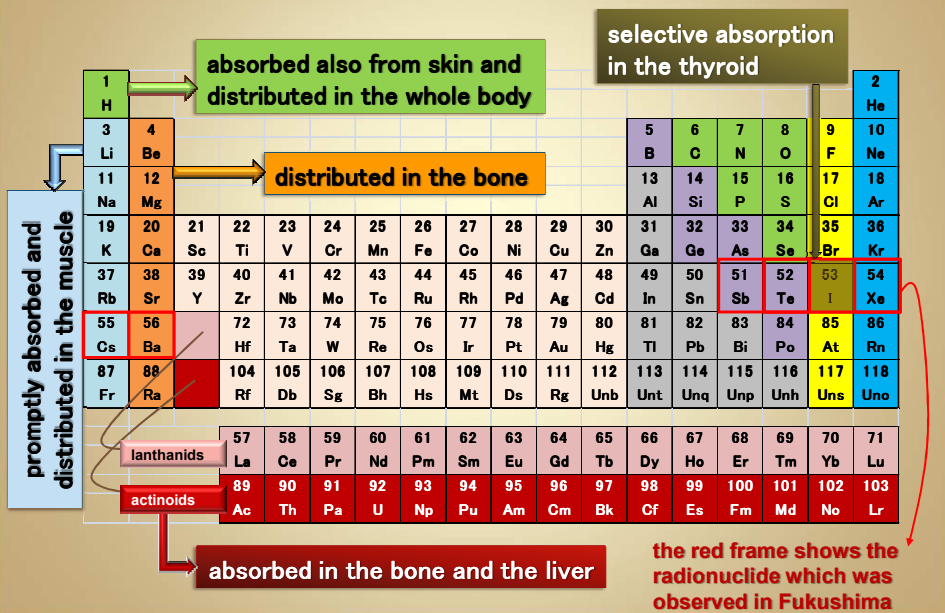 absorbed also from skin and
distributed in the whole body
selective absorption
in the thyroid
distributed in the bone
promptly absorbed and
distributed in the muscle
1 2
H He
3 4 5 6 7 8 9 10
Li Be B C N O F Ne
11 12 13 14 15 16 17 18
Na Mg Al Si P S Cl Ar
19 20 21 22 23 24 25 26 27 28 29 30 31 32 33 34 35 36
K Ca Sc Ti V Cr Mn Fe Co Ni Cu Zn Ga Ge As Se Br Kr
37 38 39 40 41 42 43 44 45 46 47 48 49 50 51 52 53 54
Rb Sr Y Zr Nb Mo Tc Ru Rh Pd Ag Cd In Sn Sb Te I Xe
55 56 72 73 74 75 76 77 78 79 80 81 82 83 84 85 86
Cs Ba Hf Ta W Re Os Ir Pt Au Hg Tl Pb Bi Po At Rn
87 88 104 105 106 107 108 109 110 111 112 113 114 115 116 117 118
Fr Ra Rf Db Sg Bh Hs Mt Ds Rg Unb Unt Unq Unp Unh Uns Uno
57 58 59 60 61 62 63 64 65 66 67 68 69 70 71
lanthanids
La Ce Pr Nd Pm Sm Eu Gd Tb Dy Ho Er Tm Yb Lu
89 90 91 92 93 94 95 96 97 98 99 100 101 102 103
actinoids
Ac Th Pa U Np Pu Am Cm Bk Cf Es Fm Md No Lr
absorbed in the bone and the liver
the red frame shows the
radionuclide which was
observed in Fukushima